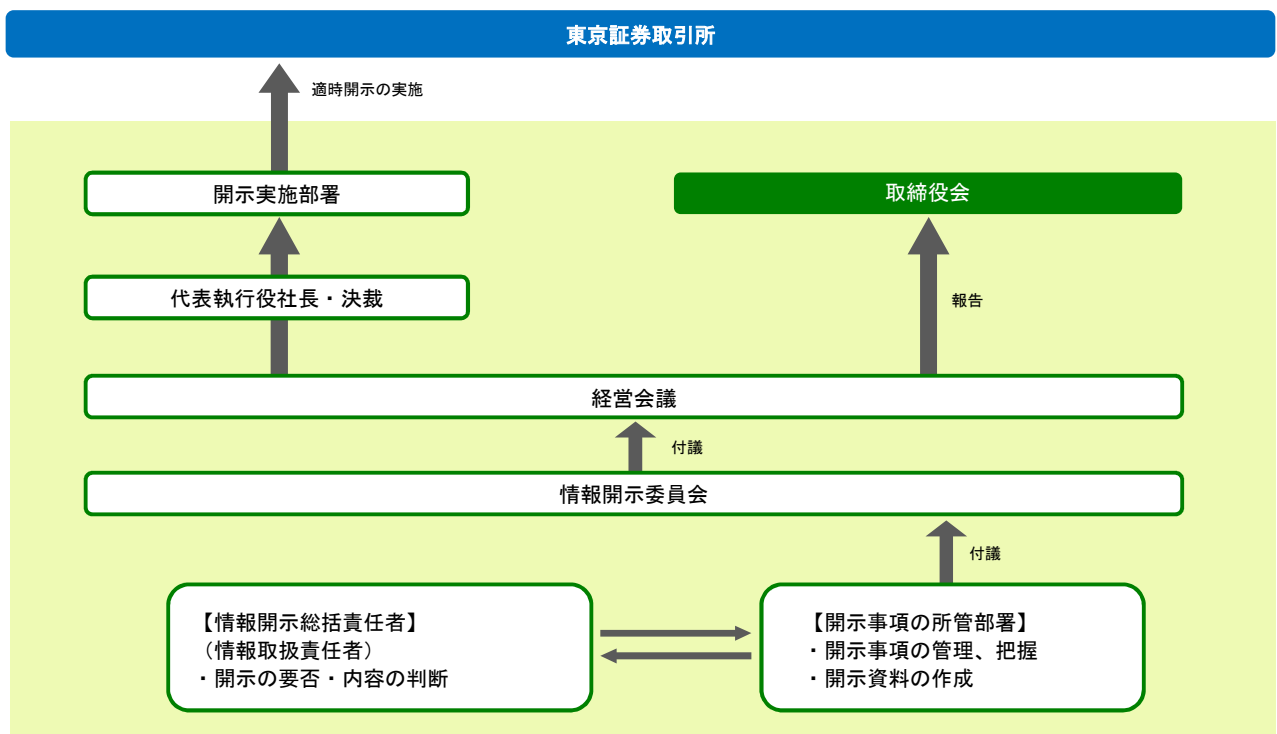 東京証券取引所
適時開示の実施
開示実施部署
取締役会
代表執行役社長・決裁
報告
経営会議
付議
情報開示委員会
付議
【情報開示総括責任者】
（情報取扱責任者）
・開示の要否・内容の判断
【開示事項の所管部署】
・開示事項の管理、把握
・開示資料の作成